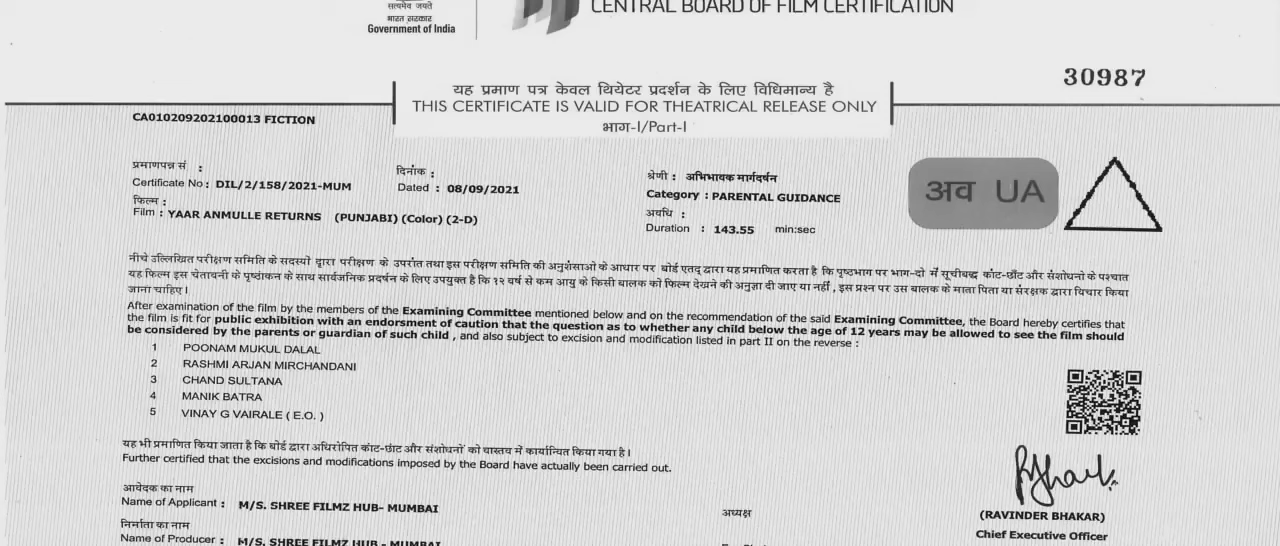 सत्यमेव जयते
भारत सरकार
Government of India
CENTRAL BOARD OF FILM CERTIFICATION
30987
यह प्रमाण पत्र केवल थियेटर प्रदर्शन के लिए विधिमान्य है
THIS CERTIFICATE IS VALID FOR THEATRICAL RELEASE ONLY
भाग-I/Part-I
CA010209202100013 FICTION
प्रमाणपत्र सं :
Certificate No : DIL/2/158/2021-MUM
दिनांक :
Dated : 08/09/2021
श्रेणी : अभिभावक मार्गदर्षन
Category : PARENTAL GUIDANCE
अव UA
फिल्म :
Film : YAAR ANMULLE RETURNS (PUNJABI) (Color) (2-D)
अवधि :
Duration : 143.55 min:sec
नीचे उल्लिखित परीक्षण समिति के सदस्यों द्वारा परीक्षण के उपरांत तथा इस परीक्षण समिति की अनुशंसाओ के आधार पर बोर्ड एतद् द्वारा यह प्रमाणित करता है कि पृष्ठभाग पर भाग-दो में सूचीबद्ध कांट-छाँट और संशोधनो के पश्चात
यह फिल्म इस चेतावनी के पृष्ठांकन के साथ सार्वजनिक प्रदर्षन के लिए उपयुक्त है कि १२ वर्ष से कम आयु के किसी बालक को फिल्म देखने की अनुज्ञा दी जाए या नहीं , इस प्रश्न पर उस बालक के माता पिता या संरक्षक द्वारा विचार किया
जाना चाहिए।
After examination of the film by the members of the Examining Committee mentioned below and on the recommendation of the said Examining Committee, the Board hereby certifies that
the film is fit for public exhibition with an endorsment of caution that the question as to whether any child below the age of 12 years may be allowed to see the film should
be considered by the parents or guardian of such child , and also subject to excision and modification listed in part II on the reverse :
1 POONAM MUKUL DALAL
2 RASHMI ARJAN MIRCHANDANI
3 CHAND SULTANA
4 MANIK BATRA
5 VINAY G VAIRALE ( E.O. )
यह भी प्रमाणित किया जाता है कि बोर्ड द्वारा अधिरोपित कांट-छांट और संशोधनों को वास्तव में कार्यान्वित किया गया है।
Further certified that the excisions and modifications imposed by the Board have actually been carried out.
आवेदक का नाम
Name of Applicant : M/S. SHREE FILMZ HUB- MUMBAI
अध्यक्ष
(RAVINDER BHAKAR)
Chief Executive Officer
निर्माता का नाम
Name of Producer : M/S. SHREE FILMZ HUB - MUMBAI